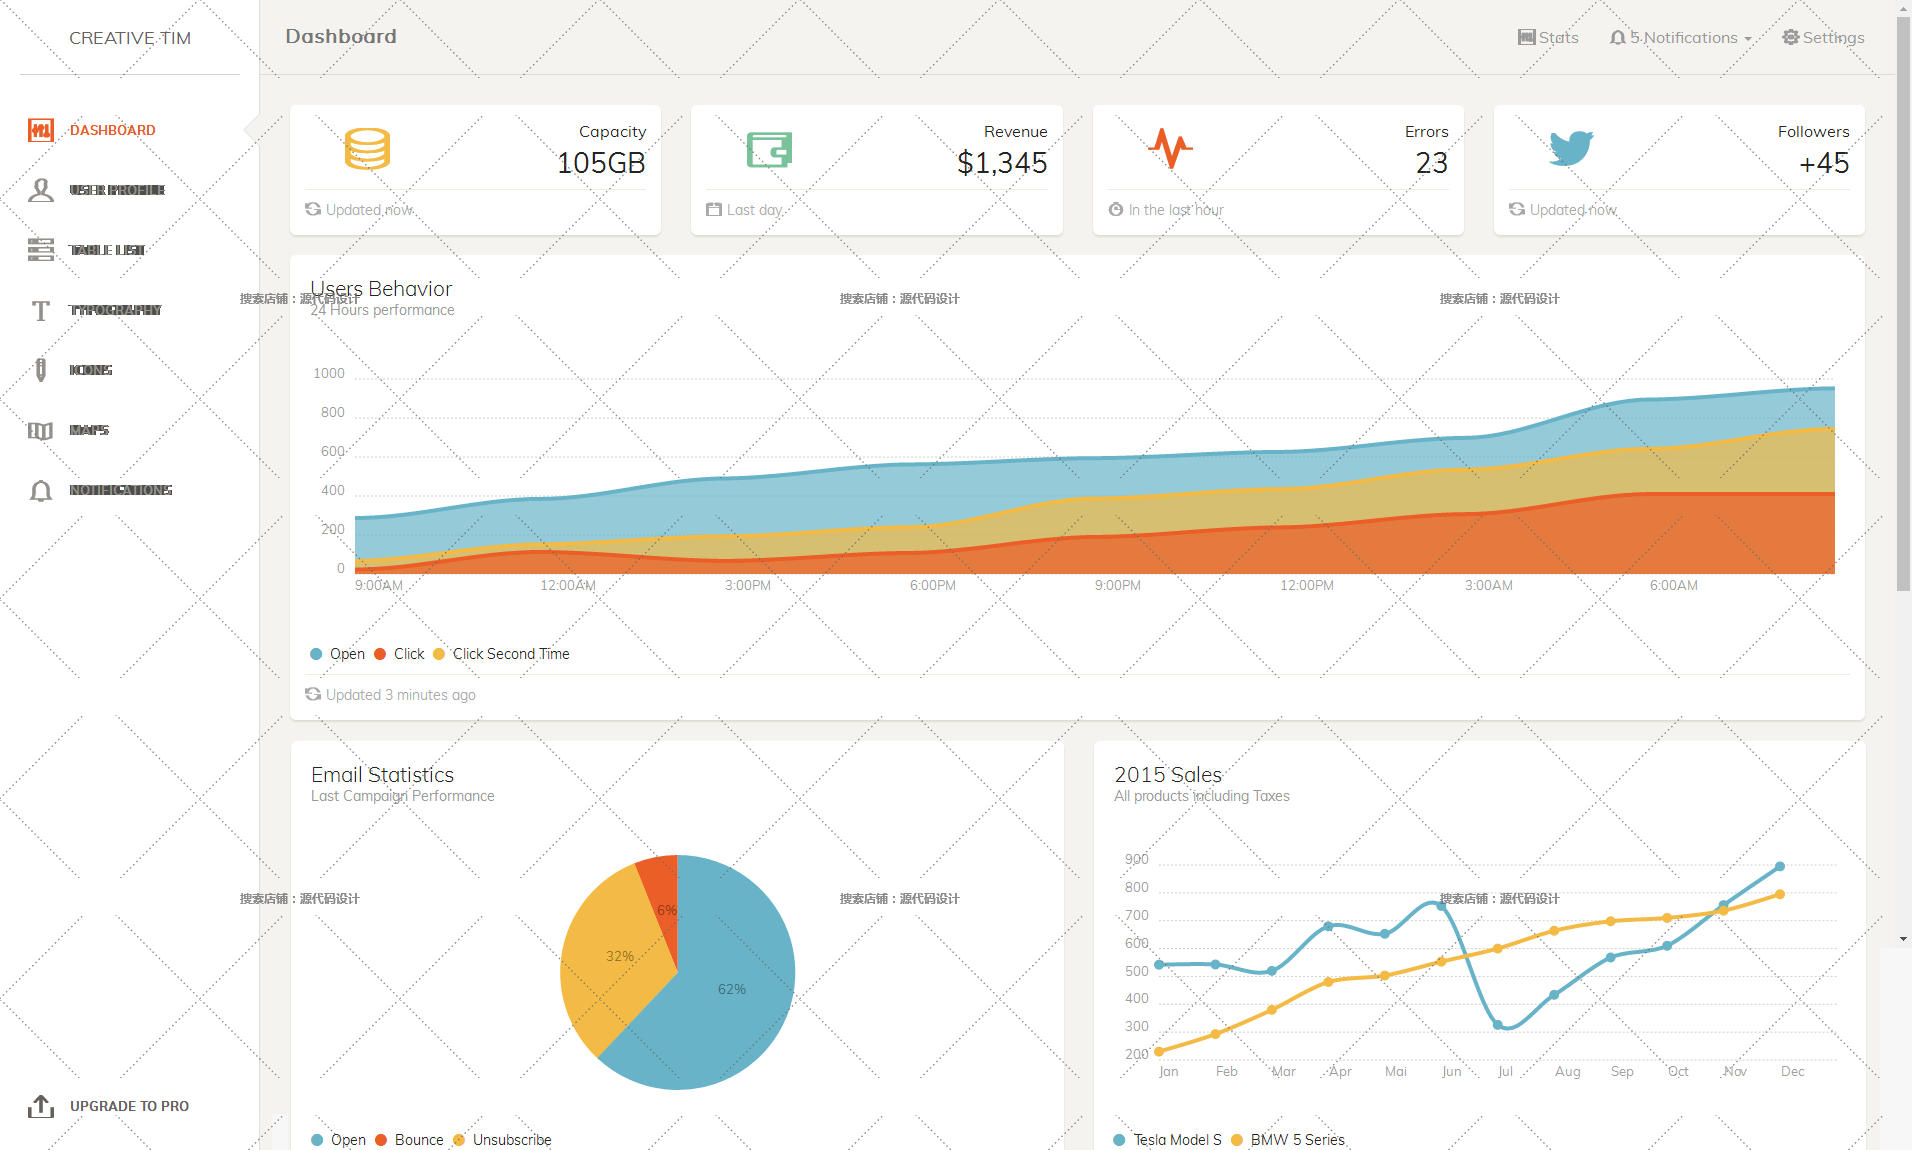 CREATIVE TIM
DASHBOARD
USER PROFILE
TABLE LIST
TYPOGRAPHY
ICONS
MAPS
NOTIFICATIONS
UPGRADE TO PRO
Dashboard
Stats
5 Notifications
Settings
Capacity
105GB
Updated now
Revenue
$1,345
Last day
Errors
23
In the last hour
Followers
+45
Updated now
Users Behavior
24 Hours performance
搜索店铺：源代码设计
搜索店铺：源代码设计
搜索店铺：源代码设计
1000
800
600
400
200
0
9:00AM 12:00AM 3:00PM 6:00PM 9:00PM 12:00PM 3:00AM 6:00AM
Open Click Click Second Time
Updated 3 minutes ago
Email Statistics
Last Campaign Performance
6%
32%
62%
Open Bounce Unsubscribe
2015 Sales
All products including Taxes
900
800
700
600
500
400
300
200
Jan Feb Mar Apr Mai Jun Jul Aug Sep Oct Nov Dec
Tesla Model S BMW 5 Series
搜索店铺：源代码设计
搜索店铺：源代码设计
搜索店铺：源代码设计